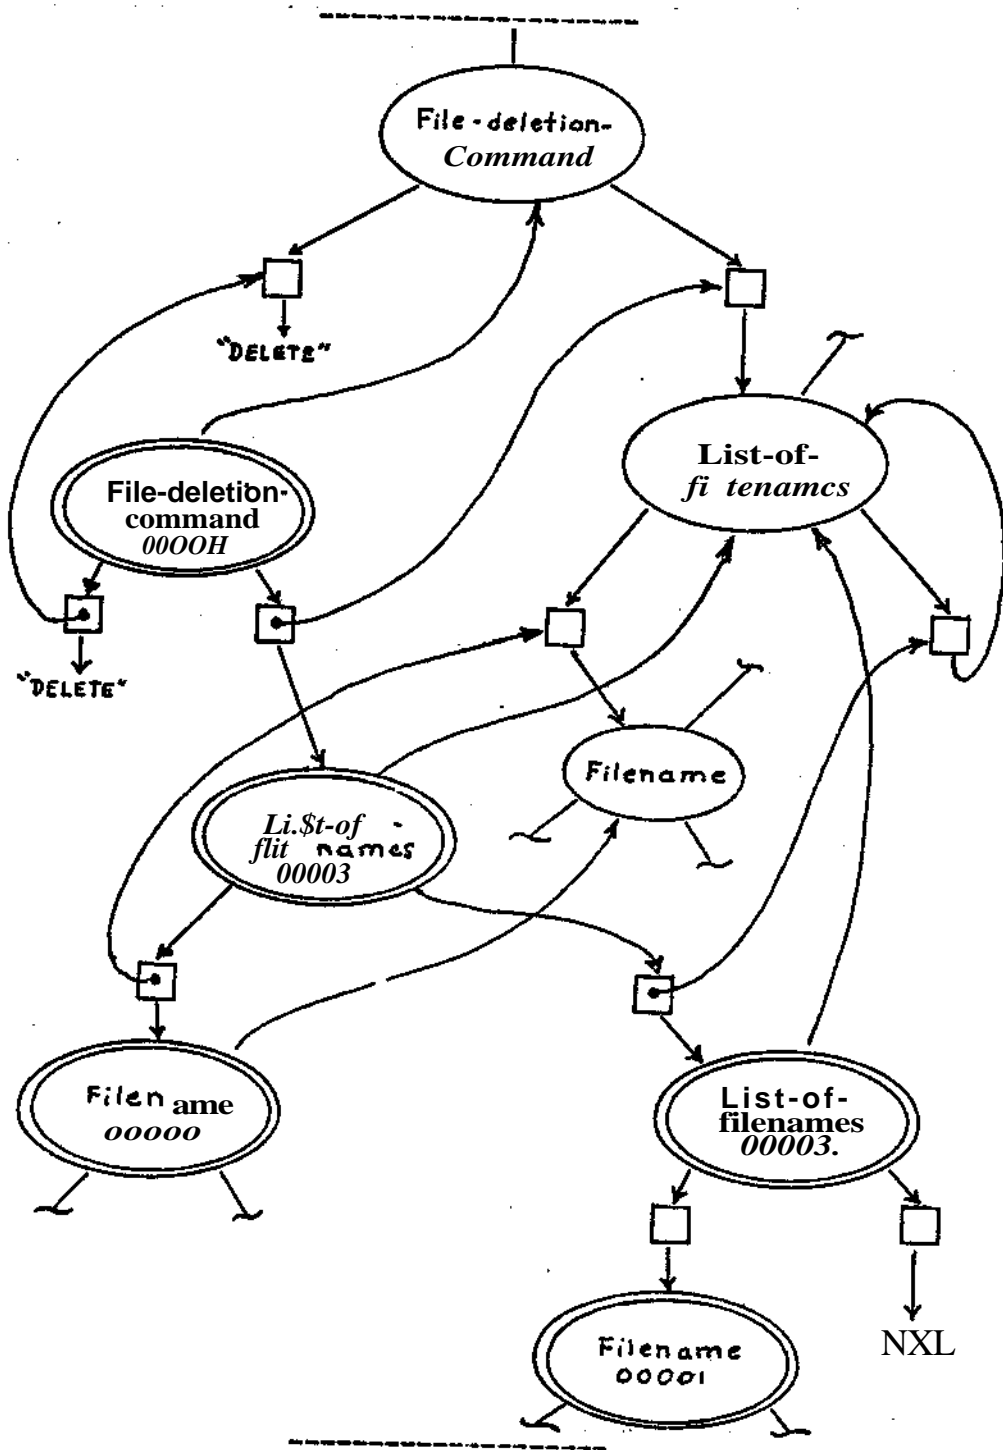 File-deletion-
Command
"DELETE"
List-of-
fi tenamcs
File-deletion-
command
00OOH
"DELETE"
Filename
Li.$t-of -
flit names
00003
Filen ame
ooooo
List-of-
filenames
00003.
Filename
00001
NXL